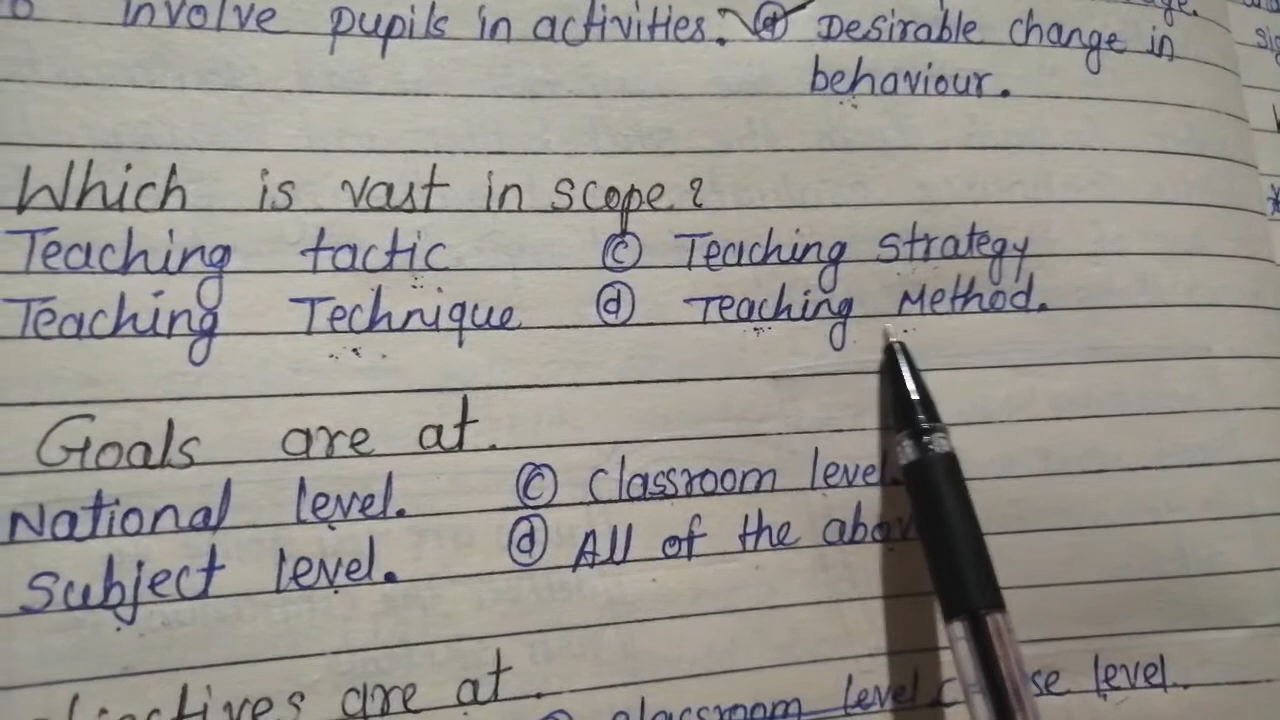 involve pupils in activities. ⓓ Desirable change in
behaviour.
Which is vast in scope?
Teaching tactic ⓒ Teaching strategy
Teaching Technique ⓓ Teaching Method.
Goals are at.
National level. ⓒ classroom level.
Subject level. ⓓ All of the
are at.
classroom level level.